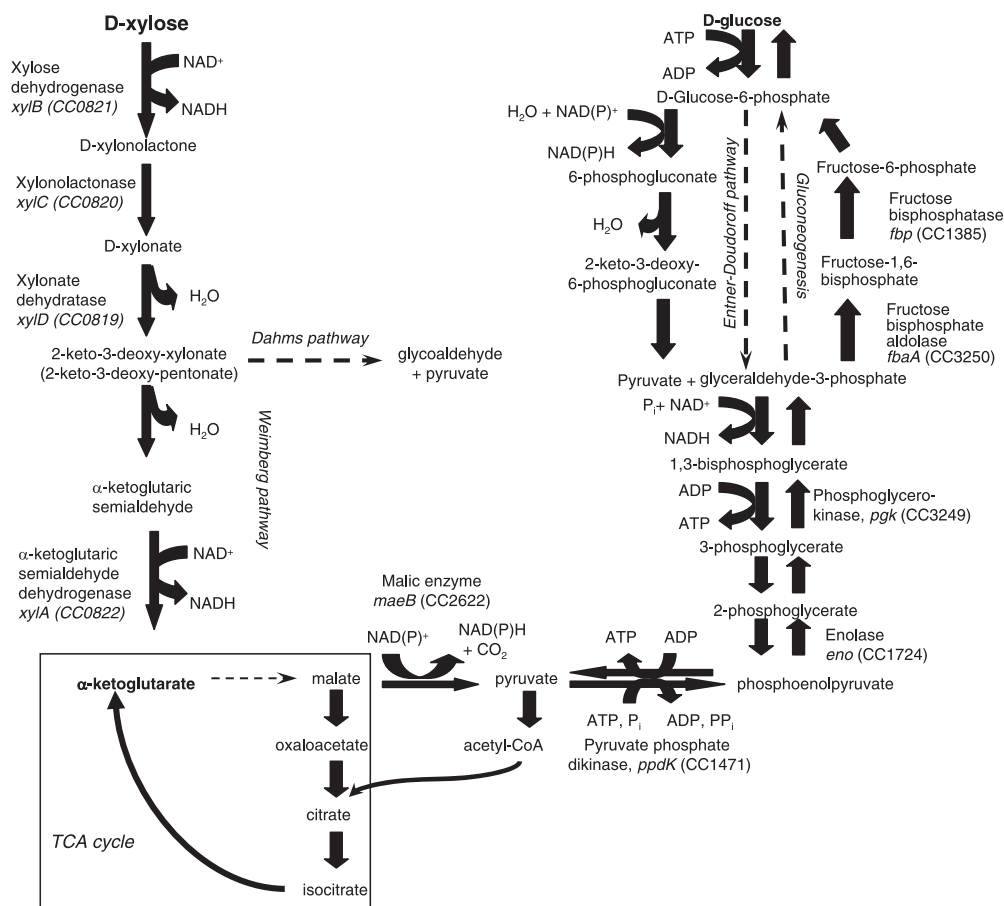 D-xylose
Xylose
dehydrogenase
xylB (CC0821)
NAD+
NADH
D-xylonolactone
Xylonolactonase
xylC (CC0820)
D-xylonate
Xylonate
dehydratase
xylD (CC0819)
H2O
2-keto-3-deoxy-xylonate
(2-keto-3-deoxy-pentonate)
Dahms pathway
glycoaldehyde
+ pyruvate
H2O
Weimberg pathway
α-ketoglutaric
semialdehyde
α-ketoglutaric
semialdehyde
dehydrogenase
xylA (CC0822)
NAD+
NADH
D-glucose
ATP
ADP
D-Glucose-6-phosphate
H2O + NAD(P)+
NAD(P)H
6-phosphogluconate
H2O
2-keto-3-deoxy-
6-phosphogluconate
Entner-Doudoroff pathway
Gluconeogenesis
Fructose-6-phosphate
Fructose
bisphosphatase
fbp (CC1385)
Fructose-1,6-
bisphosphate
Fructose
bisphosphate
aldolase
fbaA (CC3250)
Pyruvate + glyceraldehyde-3-phosphate
Pi+ NAD+
NADH
1,3-bisphosphoglycerate
ADP
ATP
Phosphoglycero-
kinase, pgk (CC3249)
3-phosphoglycerate
2-phosphoglycerate
Enolase
eno (CC1724)
phosphoenolpyruvate
Malic enzyme
maeB (CC2622)
NAD(P)+
NAD(P)H
+ CO2
ATP
ADP
α-ketoglutarate
malate
pyruvate
ATP, Pi
ADP, PPi
Pyruvate phosphate
dikinase, ppdK (CC1471)
oxaloacetate
acetyl-CoA
citrate
TCA cycle
isocitrate